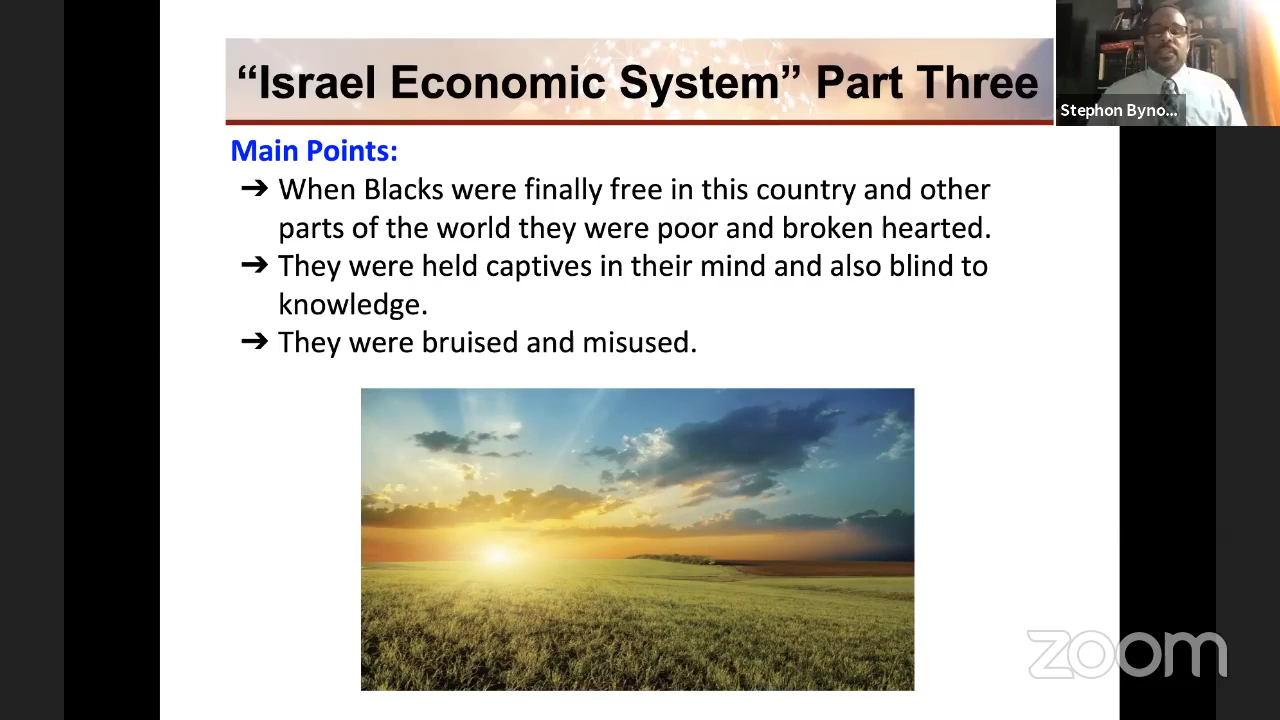 “Israel Economic System” Part Three
Stephon Byno...
Main Points:
➔ When Blacks were finally free in this country and other
parts of the world they were poor and broken hearted.
➔ They were held captives in their mind and also blind to
knowledge.
➔ They were bruised and misused.
zoom